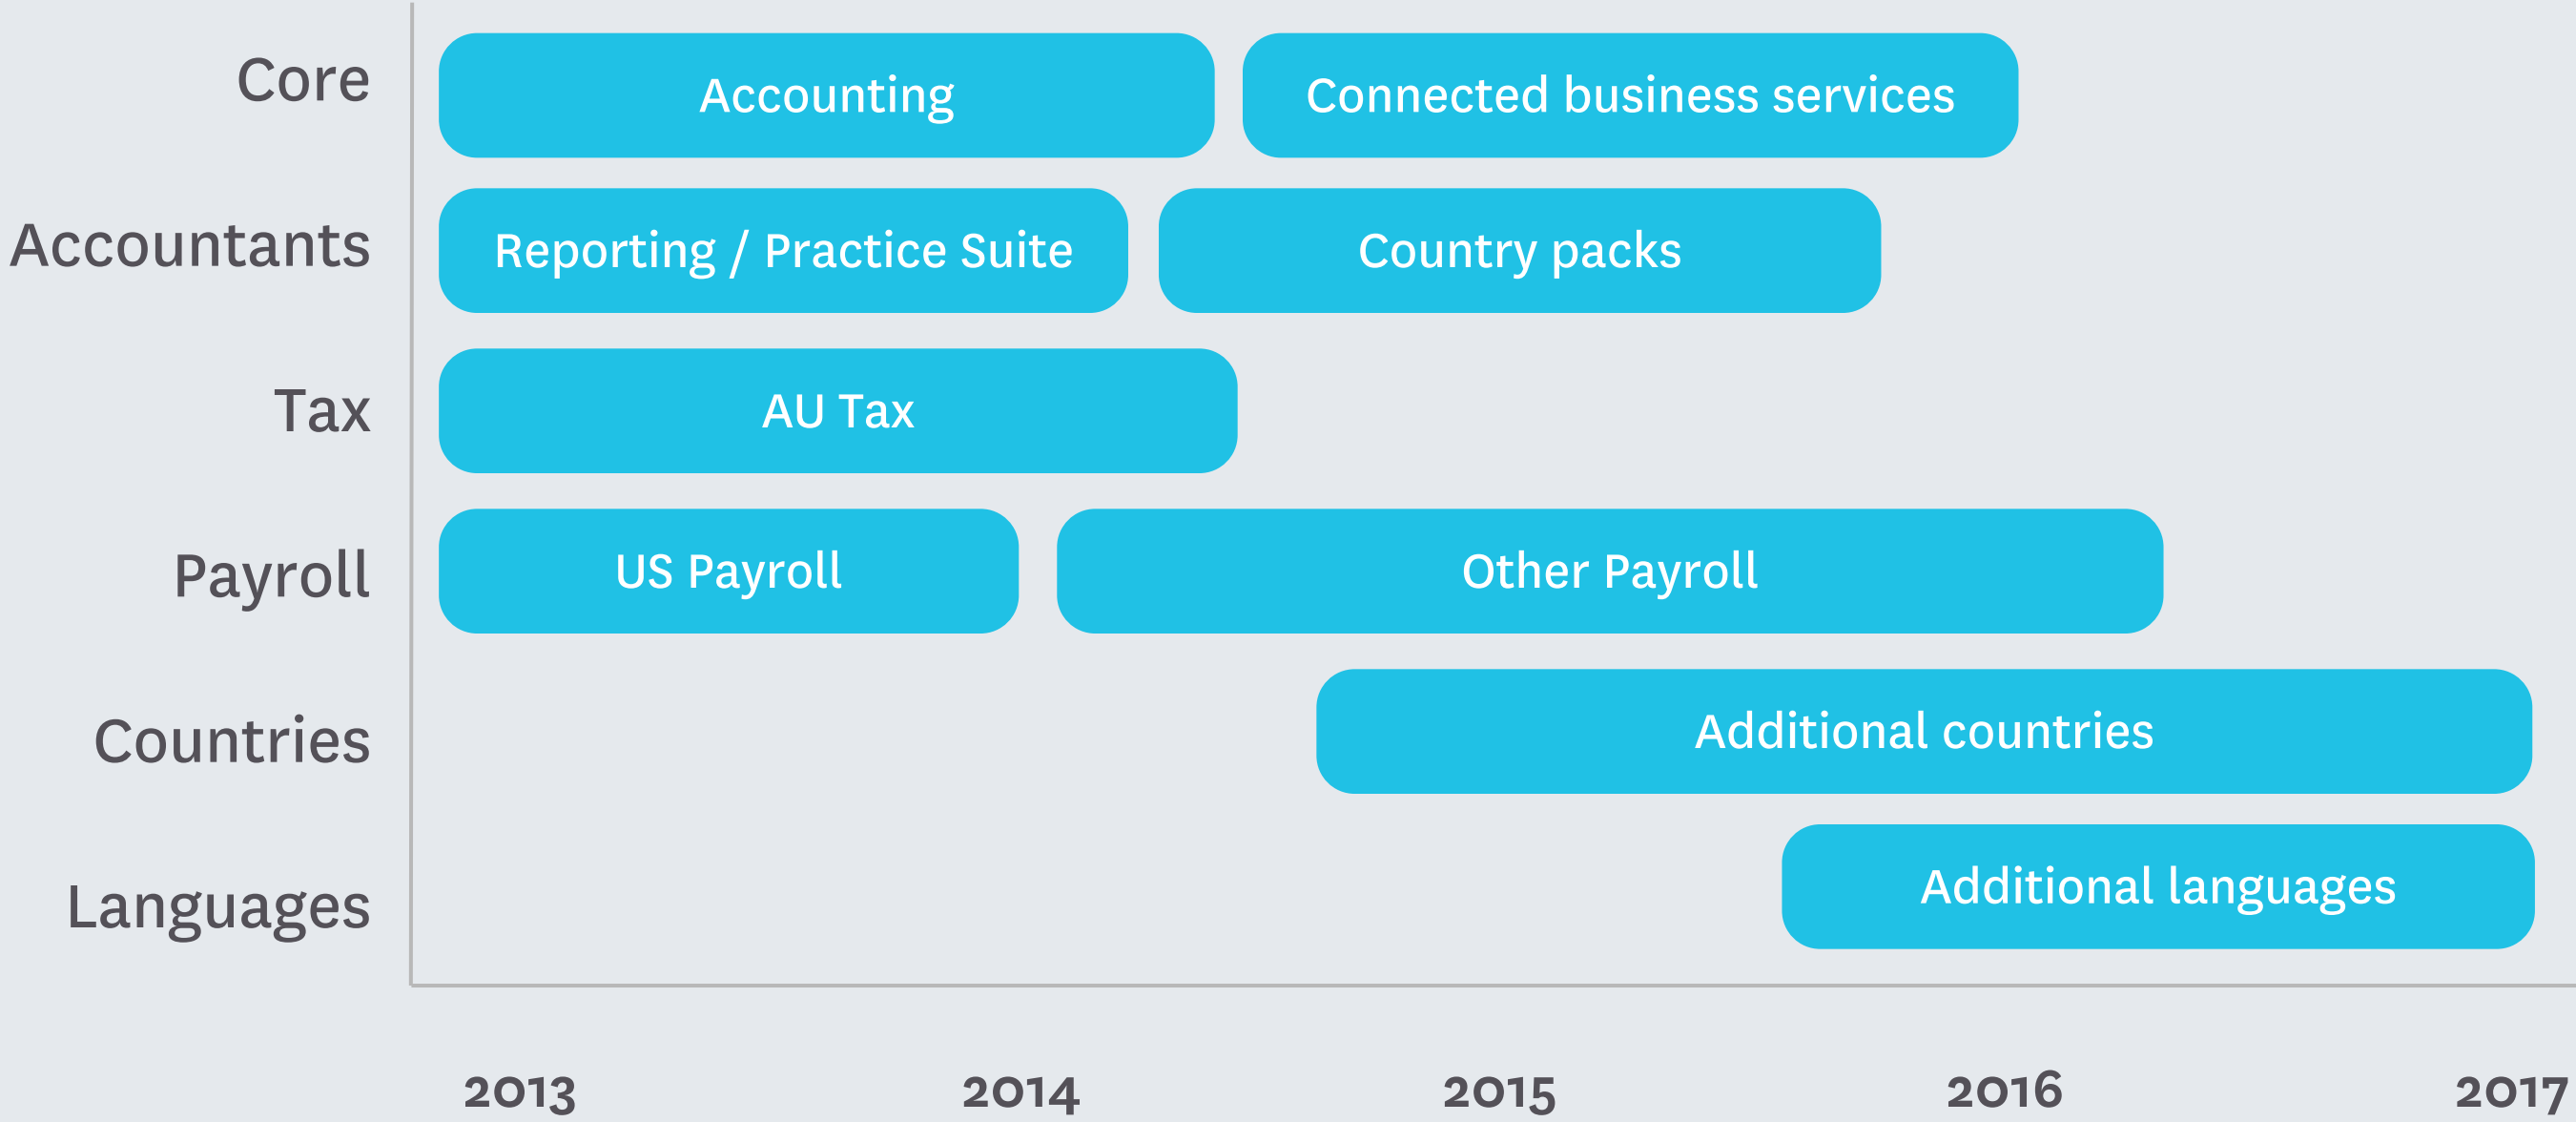 Core
Accounting
Connected business services
Accountants
Reporting / Practice Suite
Country packs
Tax
AU Tax
Payroll
US Payroll
Other Payroll
Countries
Additional countries
Languages
Additional languages
2013 2014 2015 2016 2017